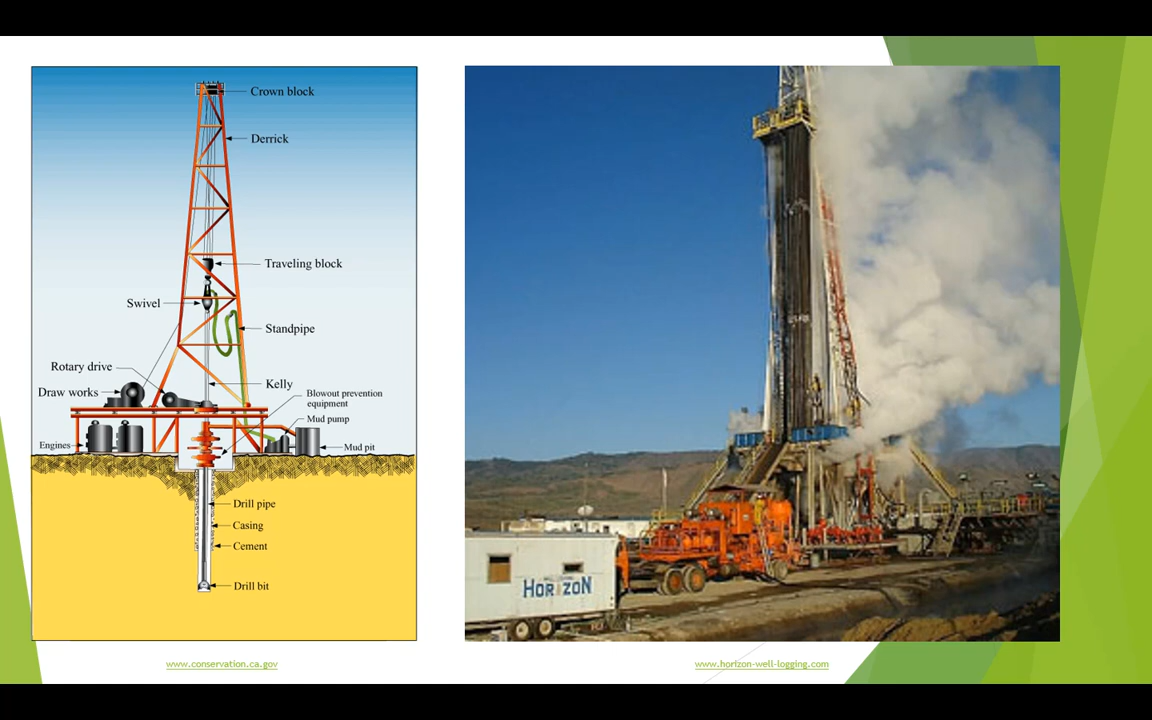 Crown block
Derrick
Traveling block
Swivel
Standpipe
Rotary drive
Kelly
Draw works
Blowout prevention
equipment
Mud pump
Engines
Mud pit
Drill pipe
Casing
Cement
Drill bit
HORIZON
www.conservation.ca.gov
www.horizon-well-logging.com